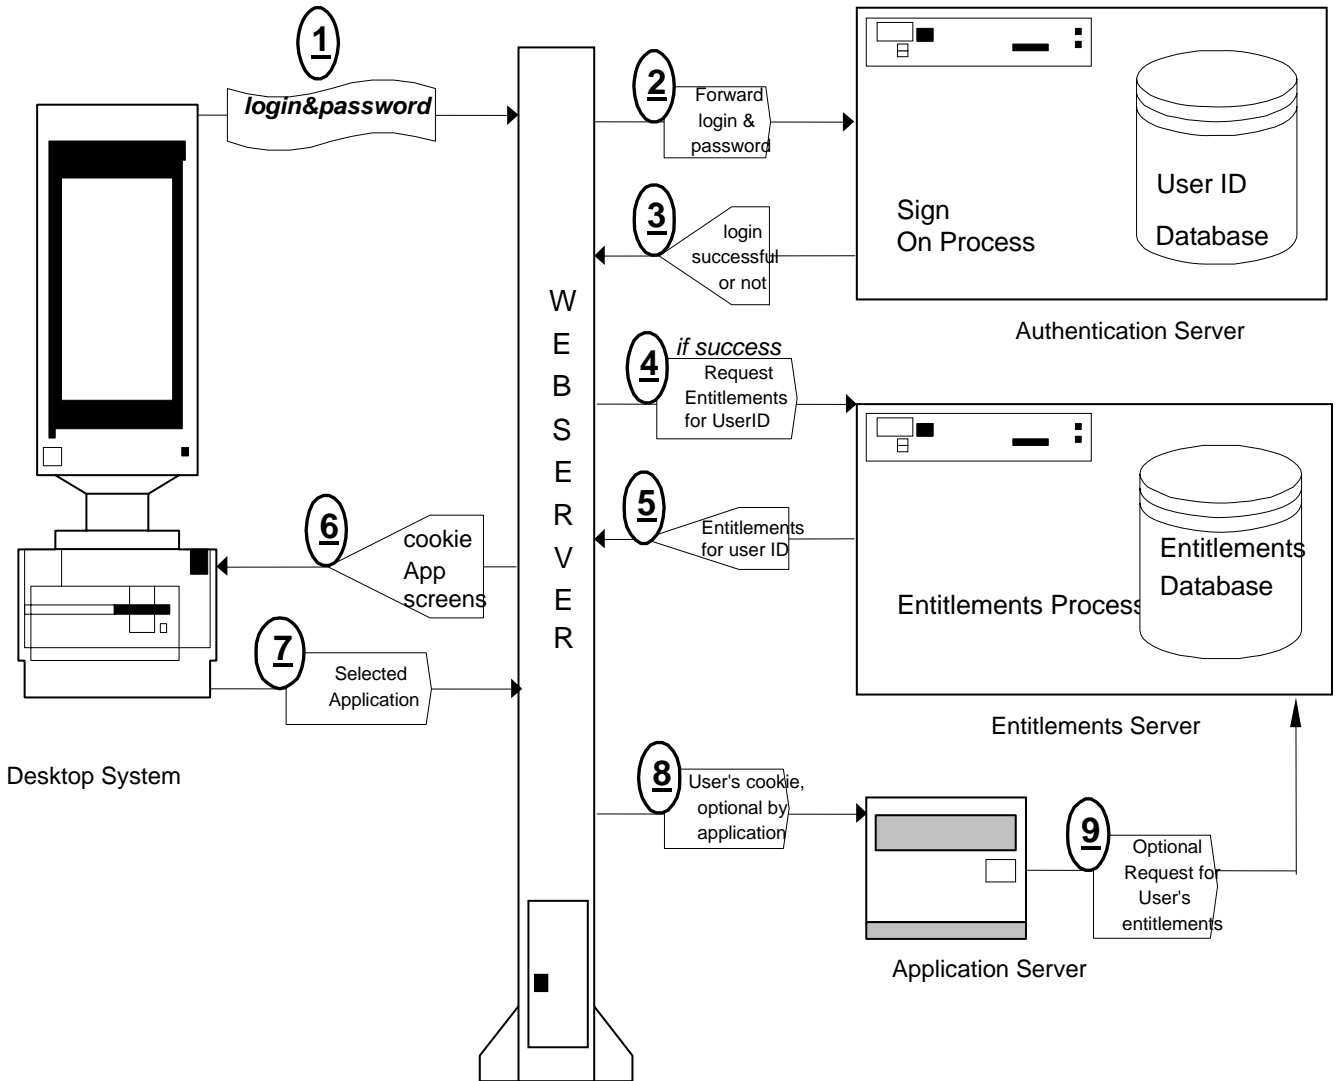 1
login&password
2
Forward
login &
password
User ID
Database
Sign
On Process
3
login
successful
or not
Authentication Server
W
E
B
S
E
R
V
E
R
4
if success
Request
Entitlements
for UserID
5
Entitlements
for user ID
Entitlements
Database
Entitlements Process
6
cookie
App
screens
7
Selected
Application
Entitlements Server
Desktop System
8
User's cookie,
optional by
application
9
Optional
Request for
User's
entitlements
Application Server